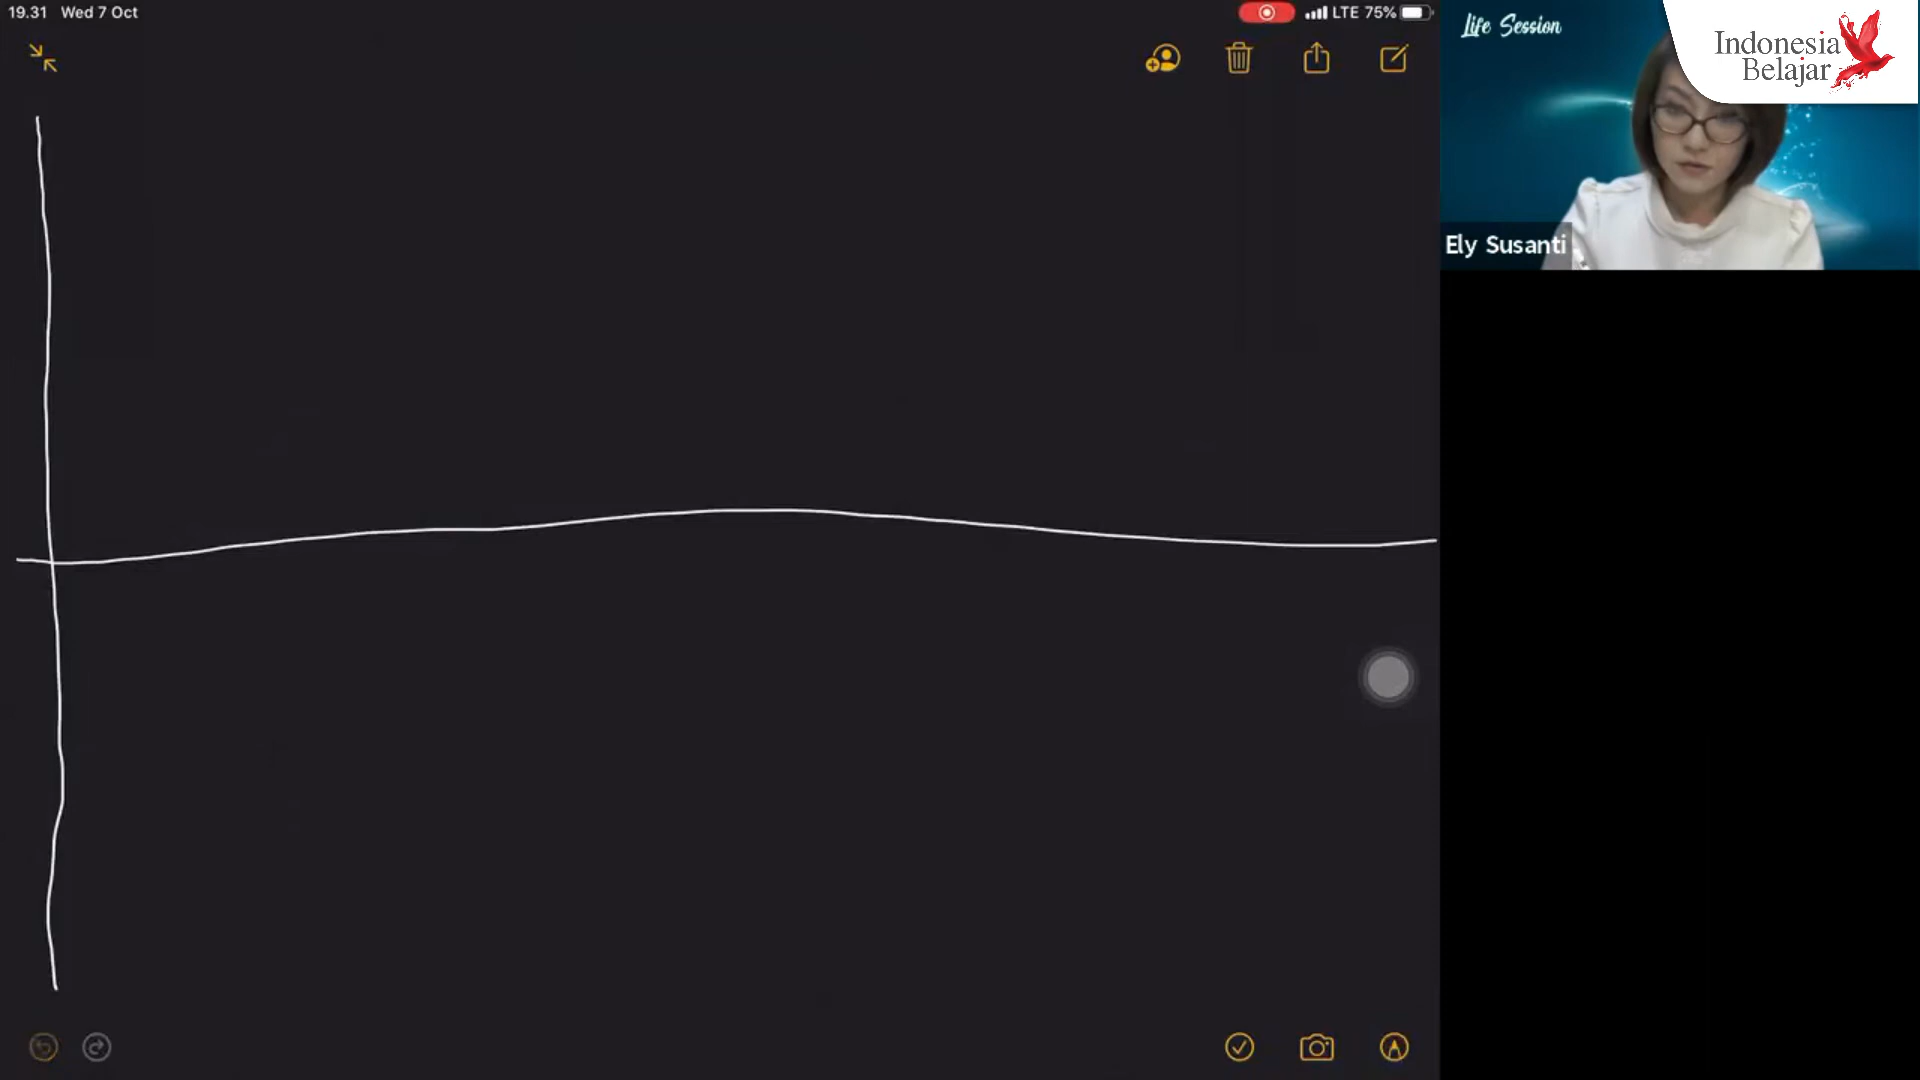 19.31 Wed 7 Oct
LTE 75%
Life Session
Indonesia
Belajar
Ely Susanti